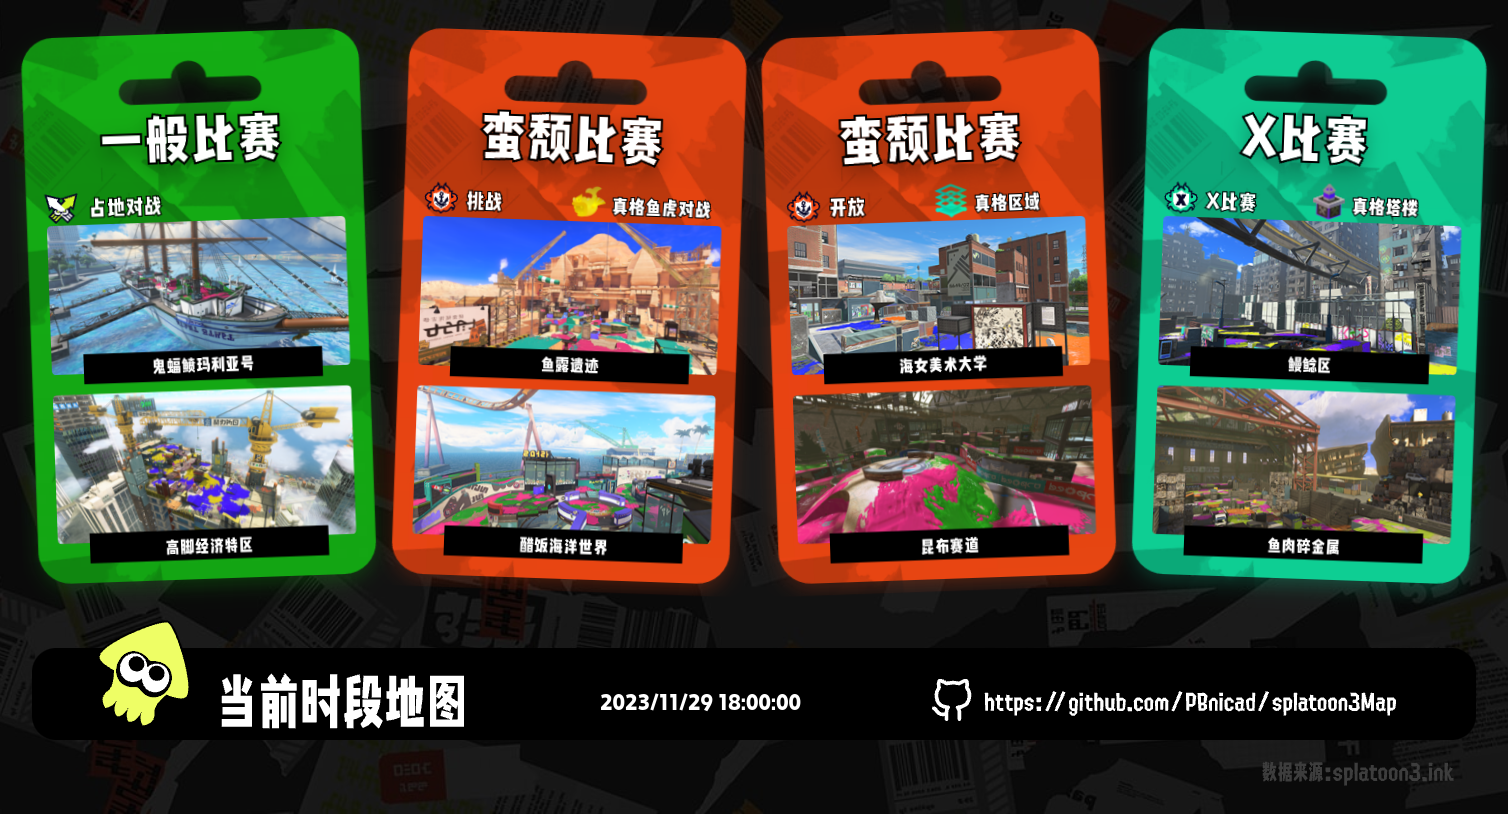 一般比赛
占地对战
鬼蝠鲼玛利亚号
高脚经济特区
蛮颓比赛
挑战
真格鱼虎对战
鱼露遗迹
醋饭海洋世界
蛮颓比赛
开放
真格区域
海女美术大学
昆布赛道
X比赛
X比赛
真格塔楼
鳗鲶区
鱼肉碎金属
当前时段地图
2023/11/29 18:00:00
https://github.com/PBnicad/splatoon3Map
数据来源:splatoon3.ink